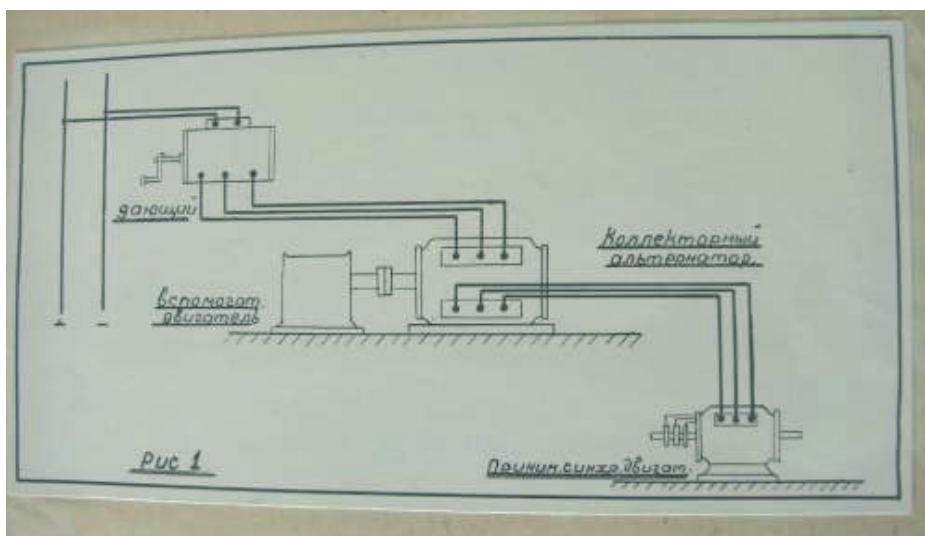 дающий
Коллекторный
альтернатор.
вспомогат.
двигатель
+ –
Рис 1
Приним. синхр. двигат.